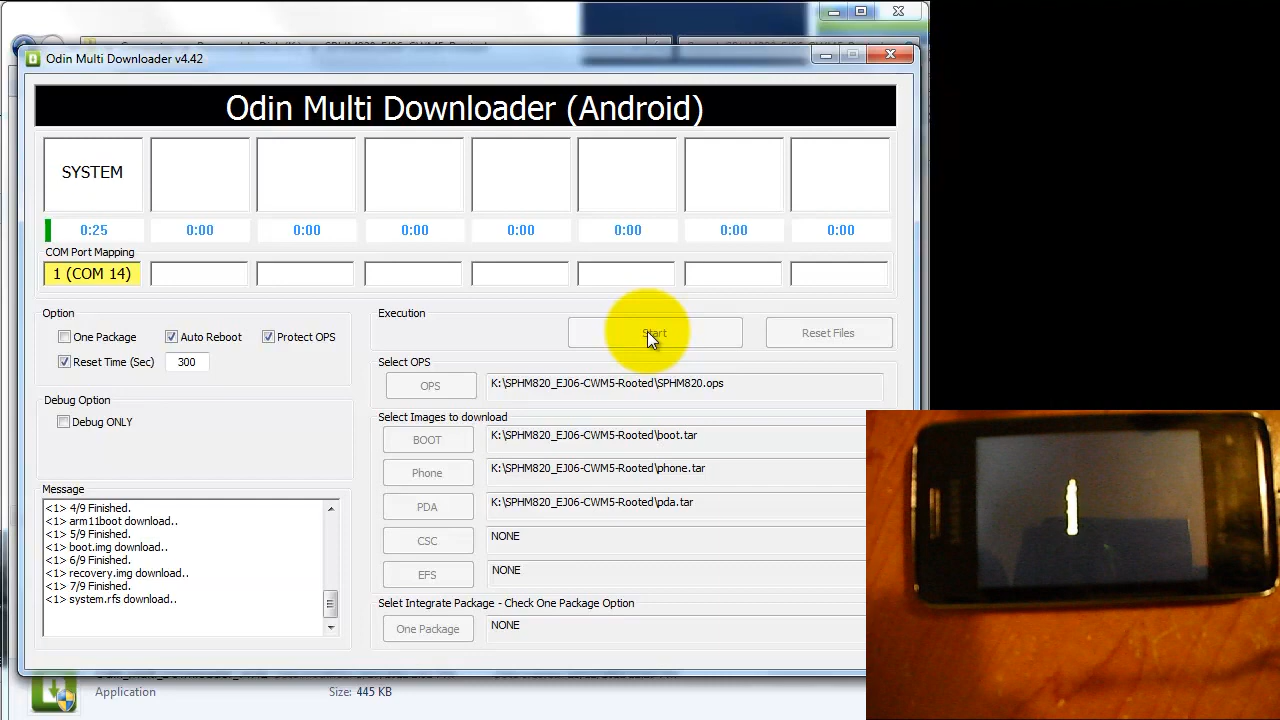 Odin Multi Downloader v4.42
Odin Multi Downloader (Android)
SYSTEM
0:25 0:00 0:00 0:00 0:00 0:00 0:00 0:00
COM Port Mapping
1 (COM 14)
Option
One Package Auto Reboot Protect OPS
Reset Time (Sec) 300
Debug Option
Debug ONLY
Message
<1> 4/9 Finished.
<1> arm11boot download..
<1> 5/9 Finished.
<1> boot.img download..
<1> 6/9 Finished.
<1> recovery.img download..
<1> 7/9 Finished.
<1> system.rfs download..
Execution
Start Reset Files
Select OPS
OPS K:\SPHM820_EJ06-CWM5-Rooted\SPHM820.ops
Select Images to download
BOOT K:\SPHM820_EJ06-CWM5-Rooted\boot.tar
Phone K:\SPHM820_EJ06-CWM5-Rooted\phone.tar
PDA K:\SPHM820_EJ06-CWM5-Rooted\pda.tar
CSC NONE
EFS NONE
Selet Integrate Package - Check One Package Option
One Package NONE
Application Size: 445 KB